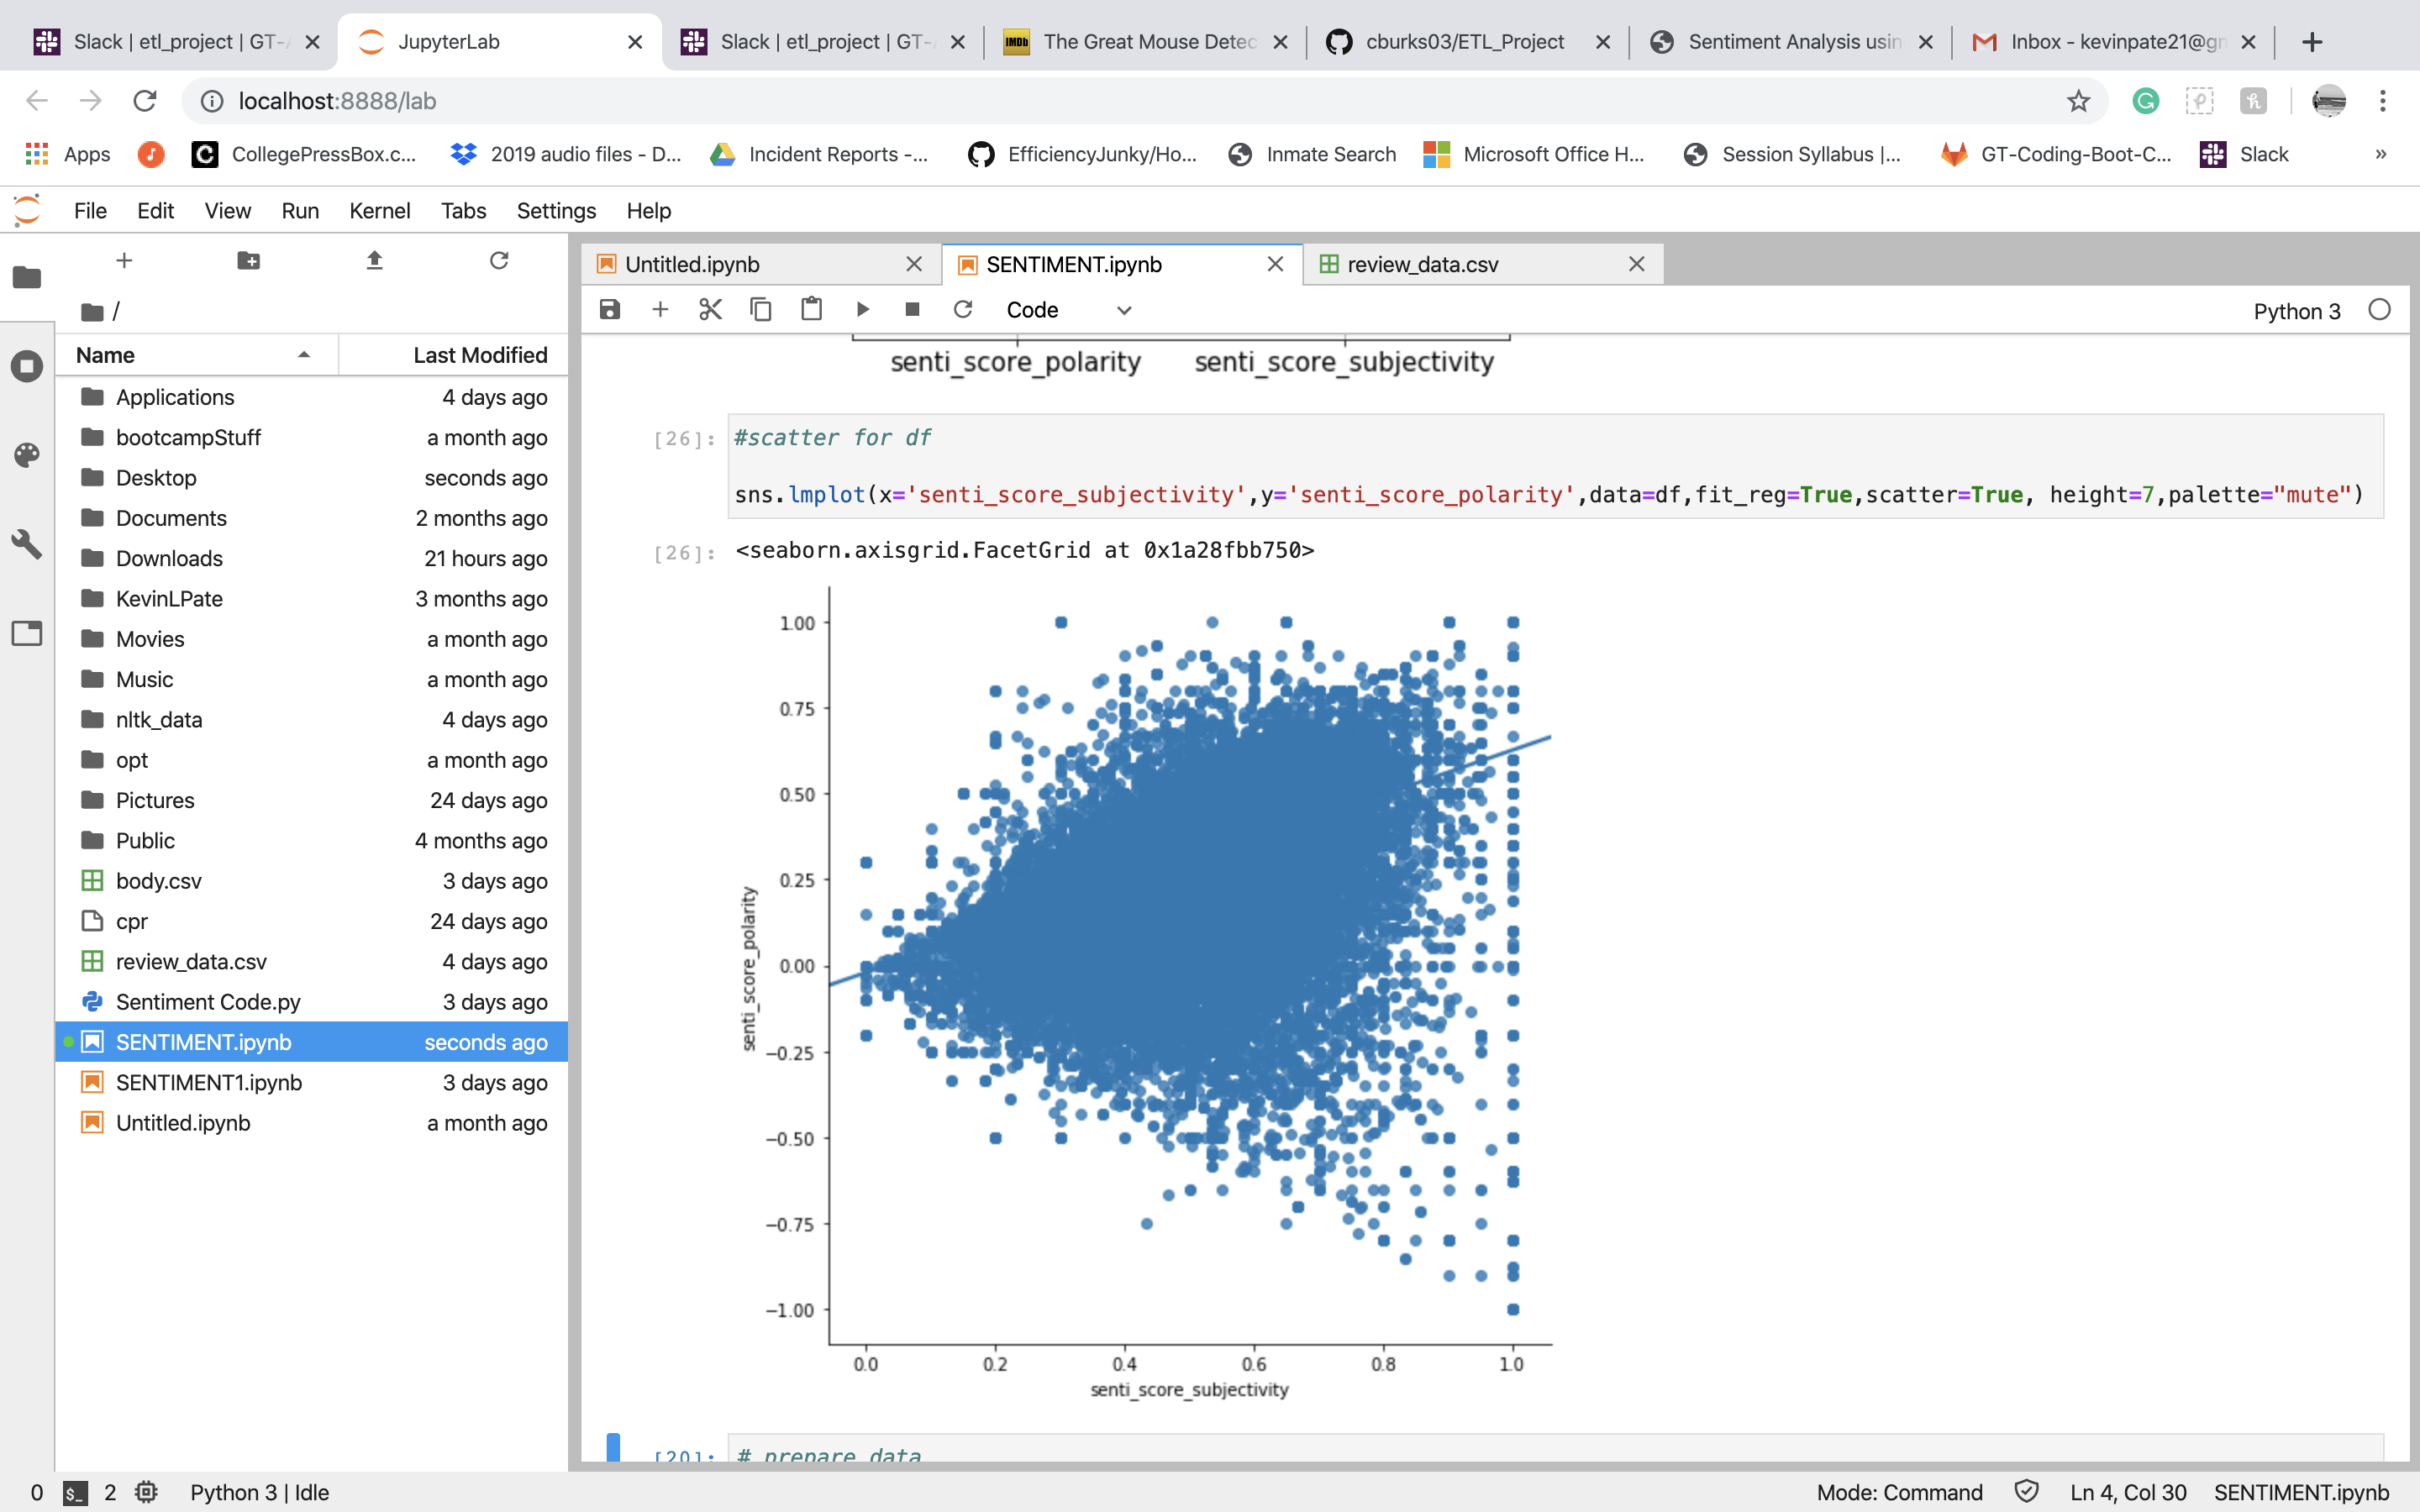 Slack | etl_project | GT-
JupyterLab
Slack | etl_project | GT-
IMDb The Great Mouse Detec
cburks03/ETL_Project
Sentiment Analysis usin
Inbox - kevinpate21@gm
localhost:8888/lab
Apps
CollegePressBox.c...
2019 audio files - D...
Incident Reports -...
EfficiencyJunky/Ho...
Inmate Search
Microsoft Office H...
Session Syllabus |...
GT-Coding-Boot-C...
Slack
»
File Edit View Run Kernel Tabs Settings Help
Untitled.ipynb
SENTIMENT.ipynb
review_data.csv
/
Code
Python 3
Name Last Modified
Applications 4 days ago
bootcampStuff a month ago
Desktop seconds ago
Documents 2 months ago
Downloads 21 hours ago
KevinLPate 3 months ago
Movies a month ago
Music a month ago
nltk_data 4 days ago
opt a month ago
Pictures 24 days ago
Public 4 months ago
body.csv 3 days ago
cpr 24 days ago
review_data.csv 4 days ago
Sentiment Code.py 3 days ago
SENTIMENT.ipynb seconds ago
SENTIMENT1.ipynb 3 days ago
Untitled.ipynb a month ago
senti_score_polarity senti_score_subjectivity
[26]: #scatter for df
sns.lmplot(x='senti_score_subjectivity',y='senti_score_polarity',data=df,fit_reg=True,scatter=True, height=7,palette="mute")
[26]: <seaborn.axisgrid.FacetGrid at 0x1a28fbb750>
1.00
0.75
0.50
0.25
0.00
−0.25
−0.50
−0.75
−1.00
senti_score_polarity
0.0 0.2 0.4 0.6 0.8 1.0
senti_score_subjectivity
[20]: # prepare data
0 $_ 2 Python 3 | Idle
Mode: Command Ln 4, Col 30 SENTIMENT.ipynb